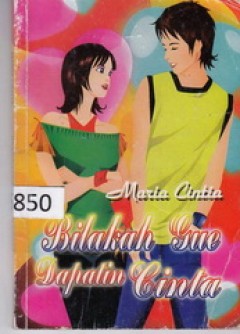 Maria Cintia
850
Bilakah Gue
Dapatin Cinta